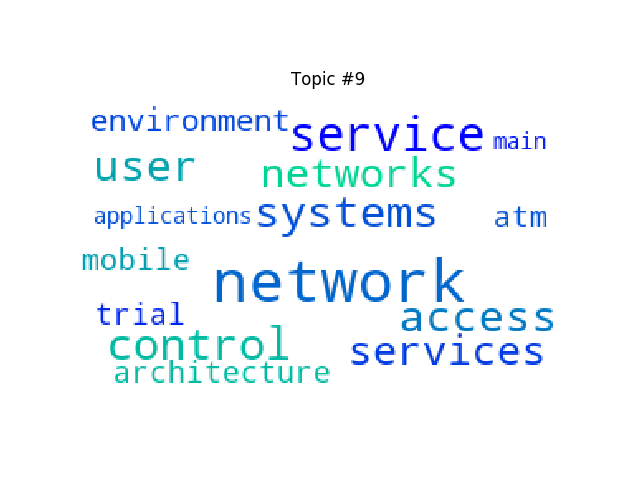 Topic #9
environment
service
main
user
networks
applications
systems
atm
mobile
network
trial
access
control
services
architecture